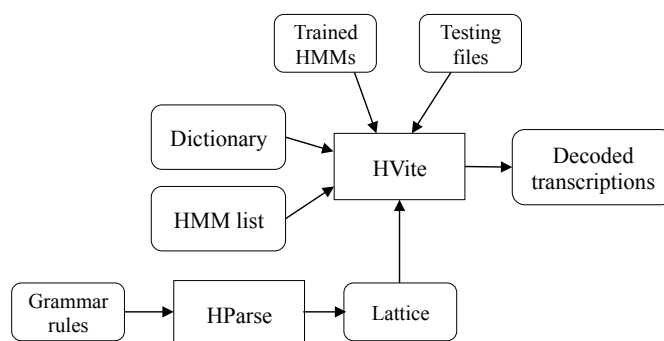 Trained
HMMs
Testing
files
Dictionary
HVite
Decoded
transcriptions
HMM list
Grammar
rules
HParse
Lattice